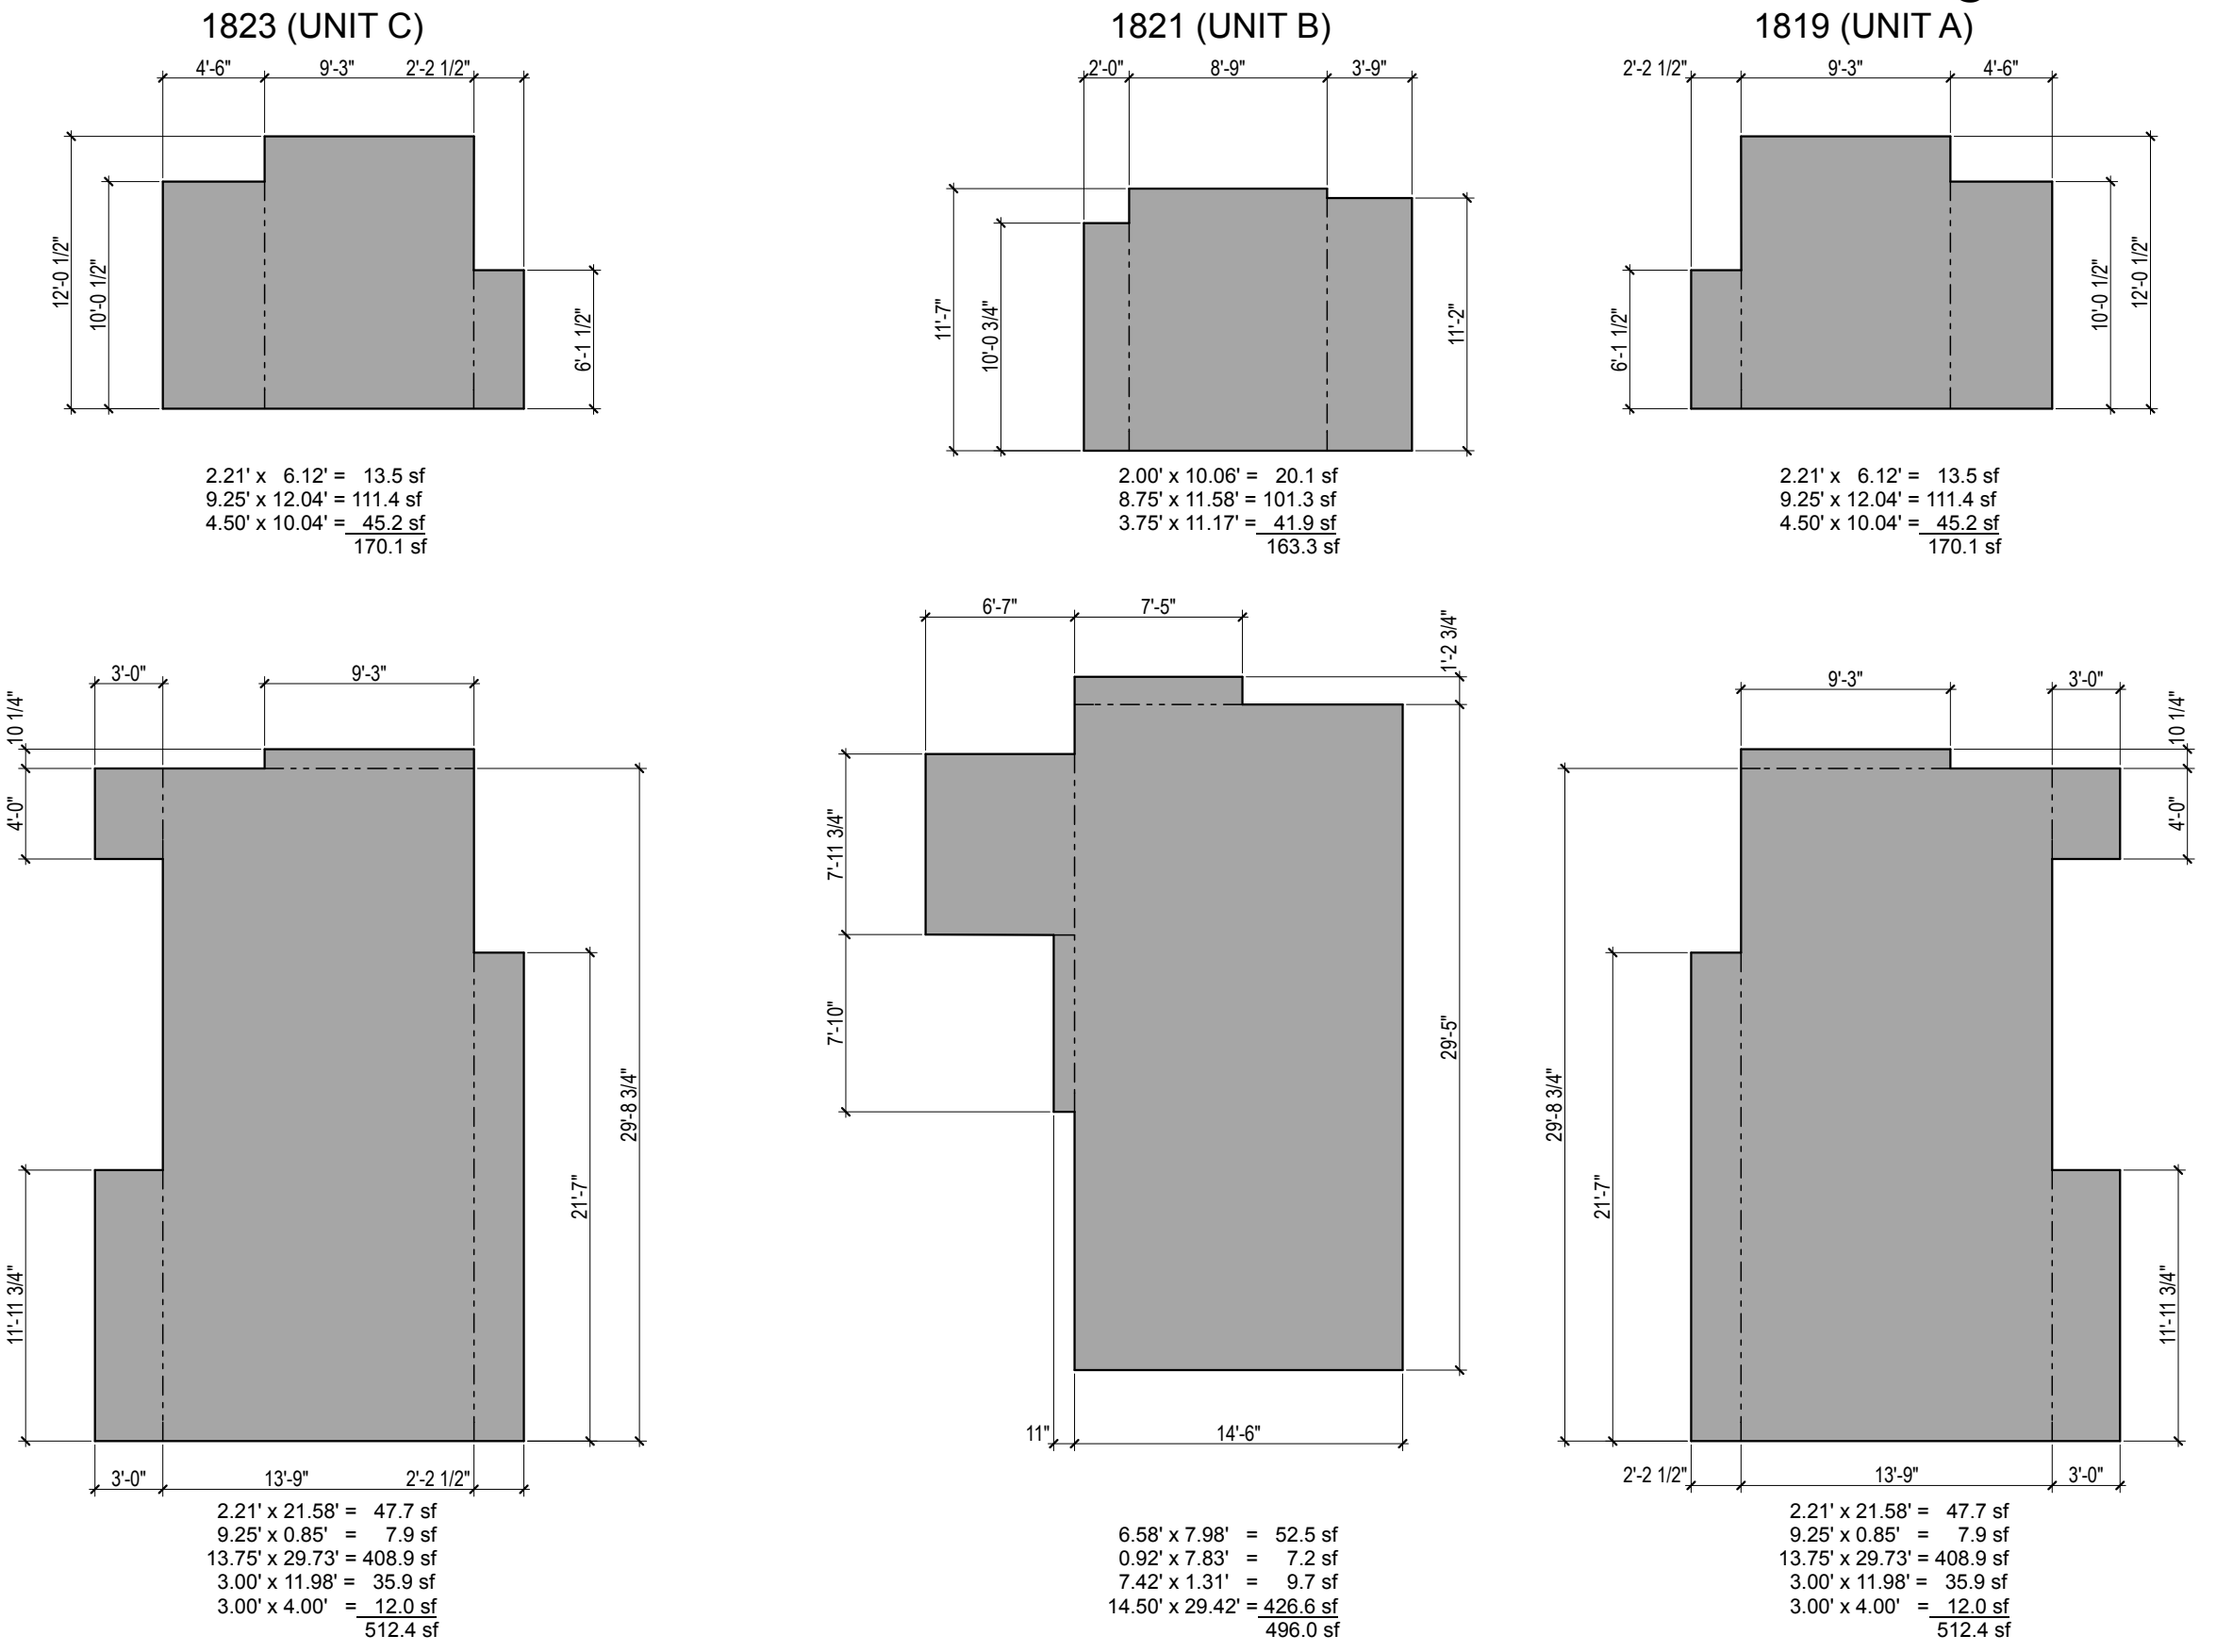 1823 (UNIT C)
4'-6" 9'-3" 2'-2 1/2"
12'-0 1/2"
10'-0 1/2"
6'-1 1/2"
2.21' x 6.12' = 13.5 sf
9.25' x 12.04' = 111.4 sf
4.50' x 10.04' = 45.2 sf
170.1 sf
1821 (UNIT B)
2'-0" 8'-9" 3'-9"
11'-7"
10'-0 3/4"
11'-2"
2.00' x 10.06' = 20.1 sf
8.75' x 11.58' = 101.3 sf
3.75' x 11.17' = 41.9 sf
163.3 sf
1819 (UNIT A)
2'-2 1/2" 9'-3" 4'-6"
6'-1 1/2"
10'-0 1/2"
12'-0 1/2"
2.21' x 6.12' = 13.5 sf
9.25' x 12.04' = 111.4 sf
4.50' x 10.04' = 45.2 sf
170.1 sf
3'-0" 9'-3"
10 1/4"
4'-0"
11'-11 3/4"
21'-7"
29'-8 3/4"
3'-0" 13'-9" 2'-2 1/2"
2.21' x 21.58' = 47.7 sf
9.25' x 0.85' = 7.9 sf
13.75' x 29.73' = 408.9 sf
3.00' x 11.98' = 35.9 sf
3.00' x 4.00' = 12.0 sf
512.4 sf
6'-7" 7'-5"
1'-2 3/4"
7'-11 3/4"
7'-10"
29'-5"
11" 14'-6"
6.58' x 7.98' = 52.5 sf
0.92' x 7.83' = 7.2 sf
7.42' x 1.31' = 9.7 sf
14.50' x 29.42' = 426.6 sf
496.0 sf
9'-3" 3'-0"
10 1/4"
4'-0"
29'-8 3/4"
21'-7"
11'-11 3/4"
2'-2 1/2" 13'-9" 3'-0"
2.21' x 21.58' = 47.7 sf
9.25' x 0.85' = 7.9 sf
13.75' x 29.73' = 408.9 sf
3.00' x 11.98' = 35.9 sf
3.00' x 4.00' = 12.0 sf
512.4 sf